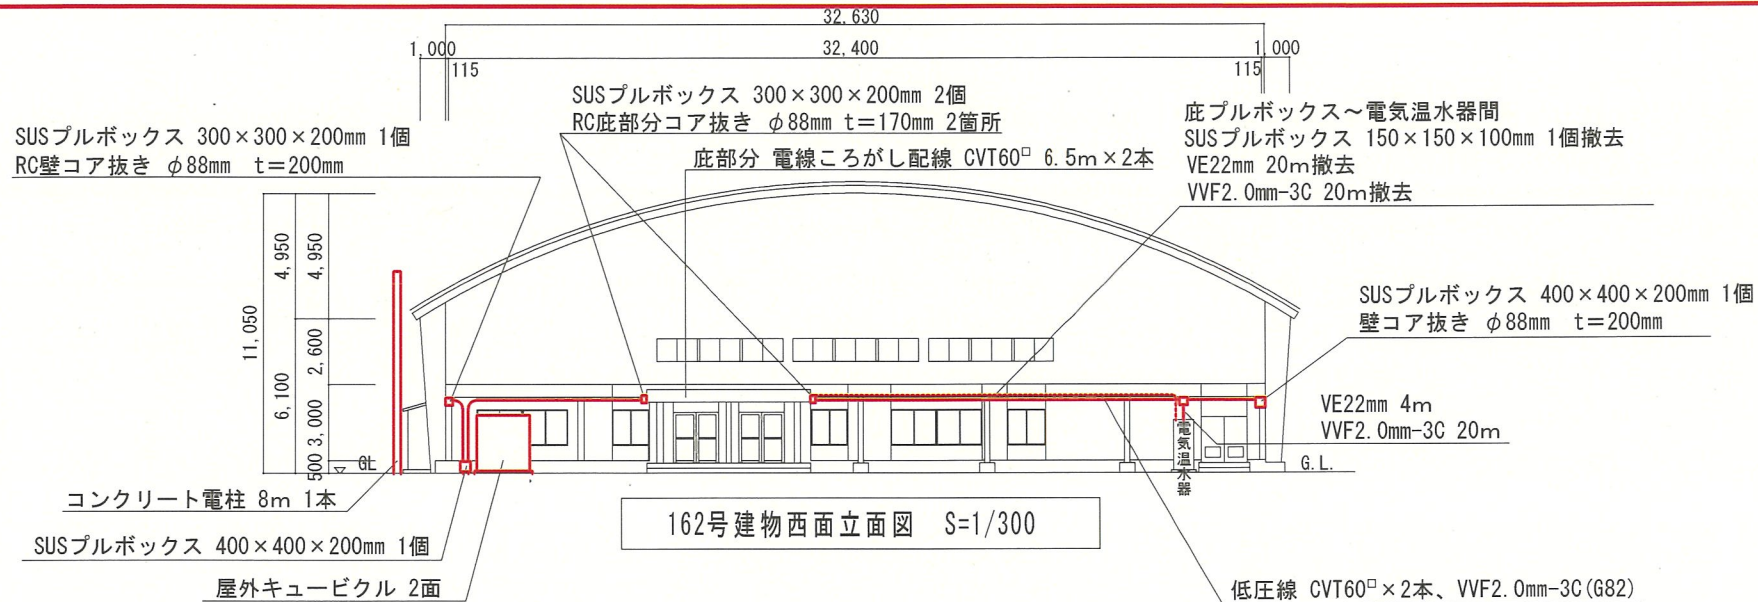 32,630
1,000
32,400
1,000
115
115
SUSプルボックス 300×300×200mm 2個
RC庇部分コア抜き φ88mm t=170mm 2箇所
庇部分 電線ころがし配線 CVT60□ 6.5m×2本
SUSプルボックス 300×300×200mm 1個
RC壁コア抜き φ88mm t=200mm
庇プルボックス～電気温水器間
SUSプルボックス 150×150×100mm 1個撤去
VE22mm 20m撤去
VVF2.0mm-3C 20m撤去
SUSプルボックス 400×400×200mm 1個
壁コア抜き φ88mm t=200mm
11,050
4,950
6,100
4,950
2,600
3,000
500
GL
VE22mm 4m
VVF2.0mm-3C 20m
電気温水器
G.L.
コンクリート電柱 8m 1本
SUSプルボックス 400×400×200mm 1個
屋外キュービクル 2面
162号建物西面立面図 S=1/300
低圧線 CVT60□×2本、VVF2.0mm-3C(G82)